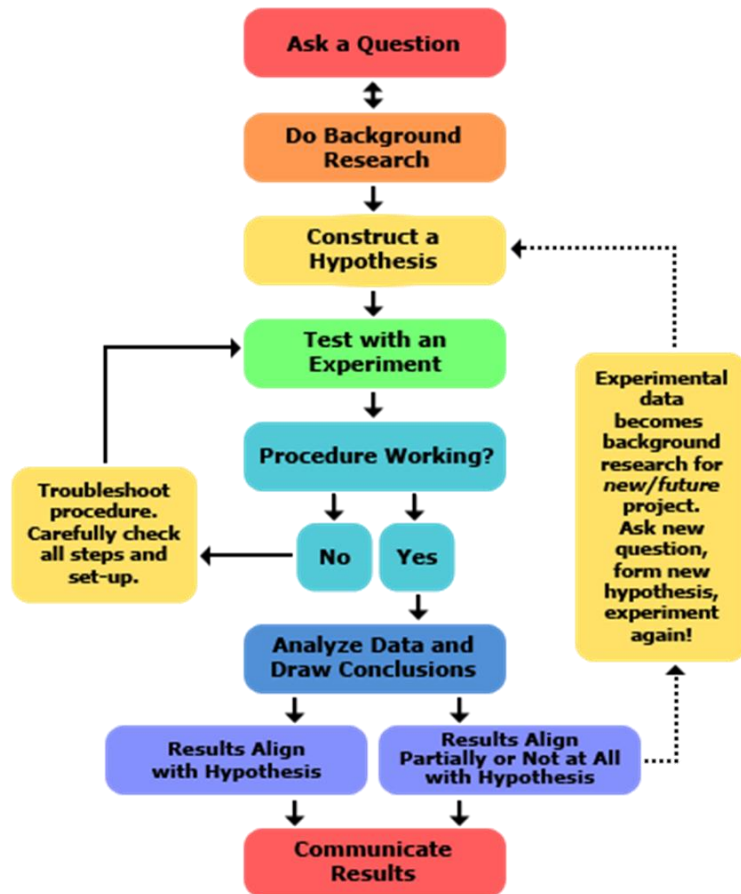 Ask a Question
Do Background
Research
Construct a
Hypothesis
Test with an
Experiment
Procedure Working?
No
Yes
Troubleshoot
procedure.
Carefully check
all steps and
set-up.
Experimental
data
becomes
background
research for
new/future
project.
Ask new
question,
form new
hypothesis,
experiment
again!
Analyze Data and
Draw Conclusions
Results Align
with Hypothesis
Results Align
Partially or Not at All
with Hypothesis
Communicate
Results